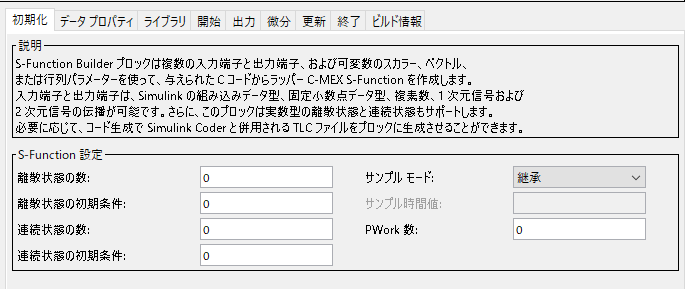 初期化 データ プロパティ ライブラリ 開始 出力 微分 更新 終了 ビルド情報
説明
S-Function Builder ブロックは複数の入力端子と出力端子、および可変数のスカラー、ベクトル、
または行列パラメーターを使って、与えられた C コードからラッパー C-MEX S-Function を作成します。
入力端子と出力端子は、Simulink の組み込みデータ型、固定小数点データ型、複素数、1 次元信号および
2 次元信号の伝播が可能です。さらに、このブロックは実数型の離散状態と連続状態もサポートします。
必要に応じて、コード生成で Simulink Coder と併用される TLC ファイルをブロックに生成させることができます。
S-Function 設定
離散状態の数: 0 サンプル モード: 継承
離散状態の初期条件: 0 サンプル時間値:
連続状態の数: 0 PWork 数: 0
連続状態の初期条件: 0